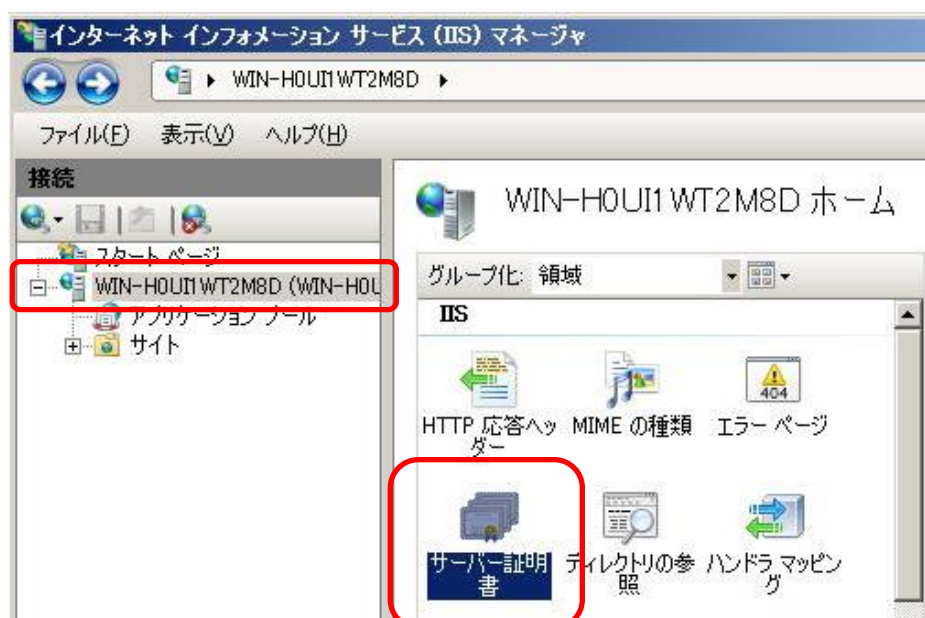 インターネット インフォメーション サービス (IIS) マネージャ
WIN-H0UI1WT2M8D
ファイル(F) 表示(V) ヘルプ(H)
接続
スタート ページ
WIN-H0UI1WT2M8D (WIN-H0U
アプリケーション プール
サイト
WIN-H0UI1WT2M8D ホーム
グループ化: 領域
IIS
HTTP 応答ヘッ
ダー
MIME の種類
404
エラー ページ
サーバー証明
書
ディレクトリの参
照
ハンドラ マッピン
グ